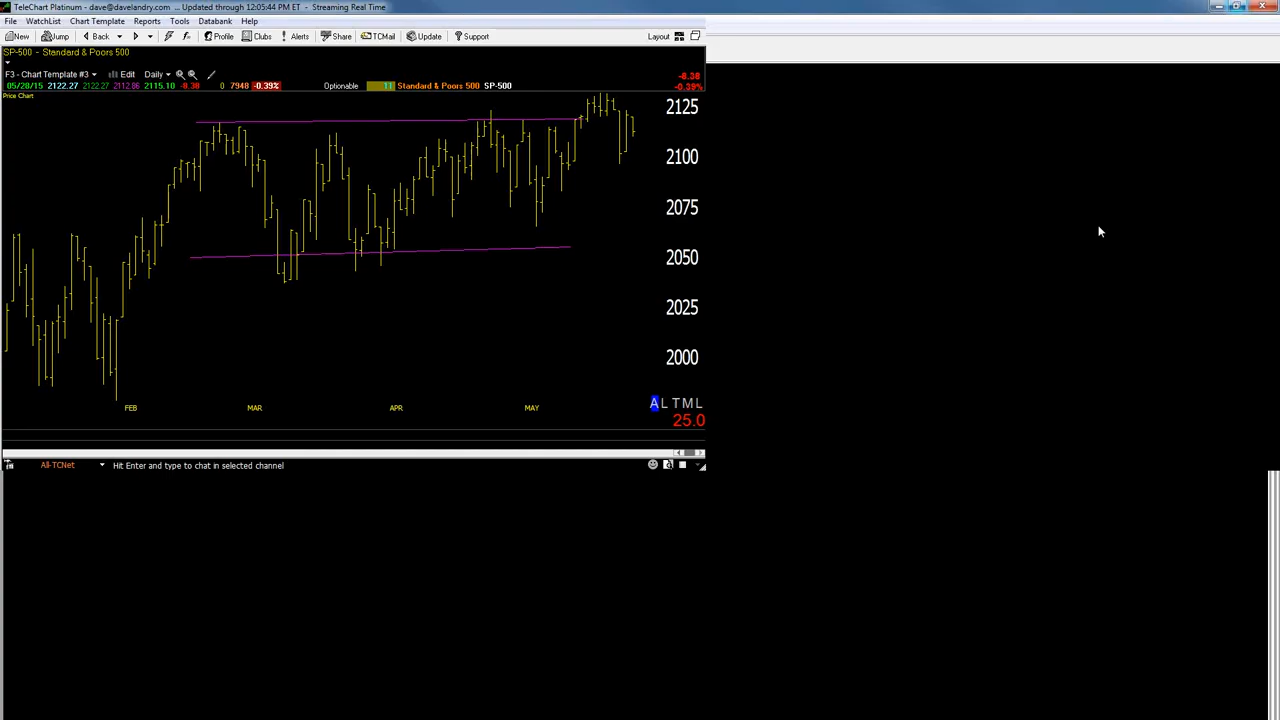 TeleChart Platinum - dave@davelandry.com ... Updated through 12:05:44 PM ET - Streaming Real Time
File WatchList Chart Template Reports Tools Databank Help
New Jump Back Profile Clubs Alerts Share TCMail Update Support Layout
SP-500 - Standard & Poors 500
F3 - Chart Template #3 Edit Daily -8.38
05/28/15 2122.27 2122.27 2112.86 2115.10 -8.38 0 7948 -0.39% Optionable 11 Standard & Poors 500 SP-500 -0.39%
Price Chart
2125
2100
2075
2050
2025
2000
A L T M L
FEB MAR APR MAY
25.0
All-TCNet Hit Enter and type to chat in selected channel